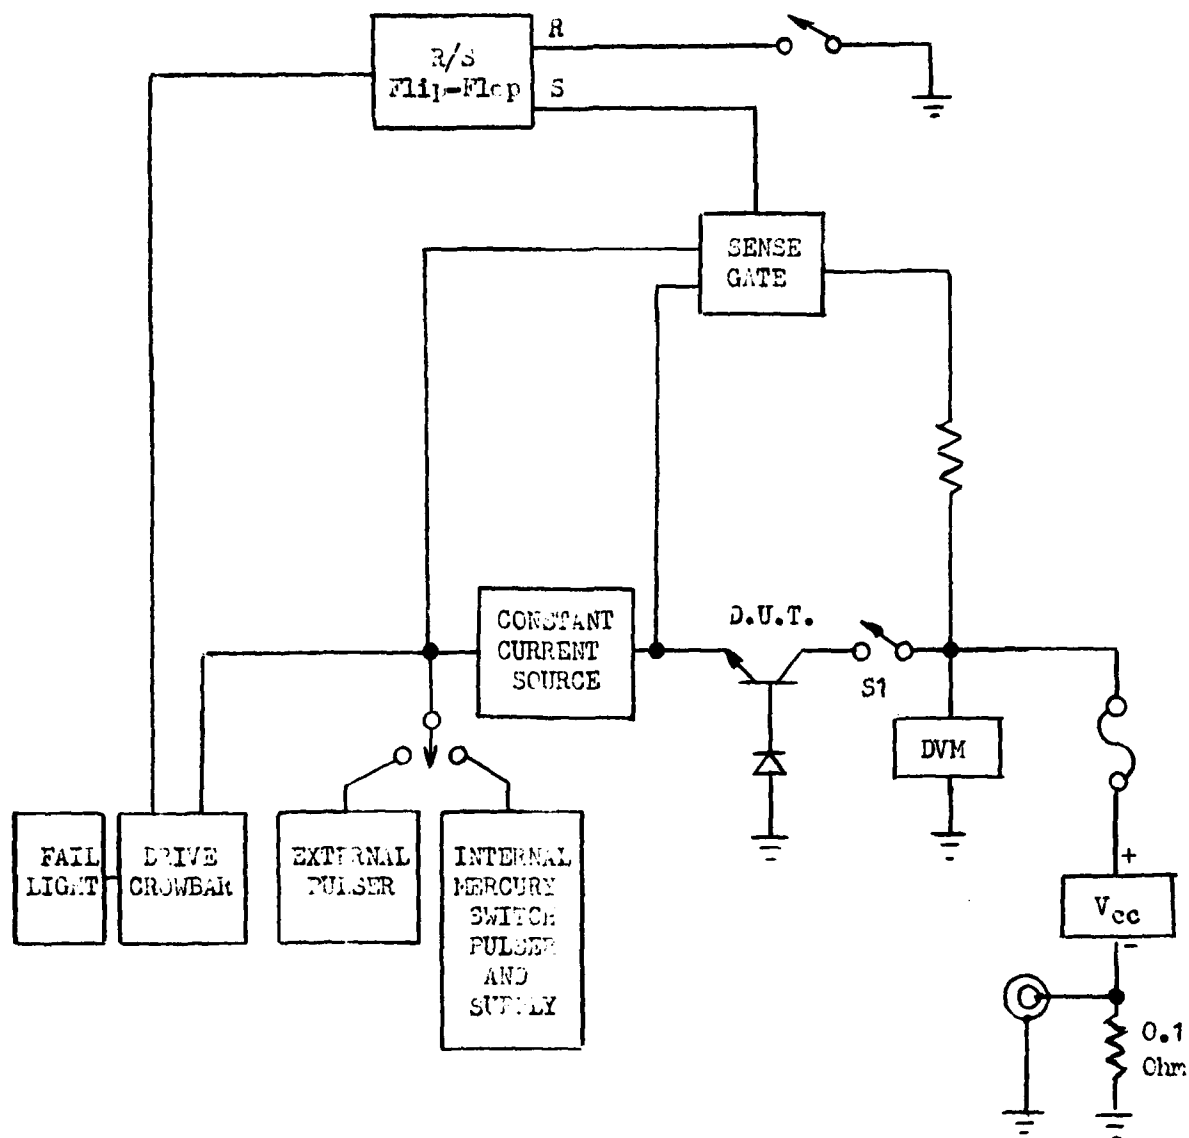 R
R/S
Flip-Flop
S
SENSE
GATE
CONSTANT
CURRENT
SOURCE
D.U.T.
S1
DVM
FAIL
LIGHT
DRIVE
CROWBAR
EXTERNAL
PULSER
INTERNAL
MERCURY
SWITCH
PULSER
AND
SUPPLY
+
Vcc
-
0.1
Ohm